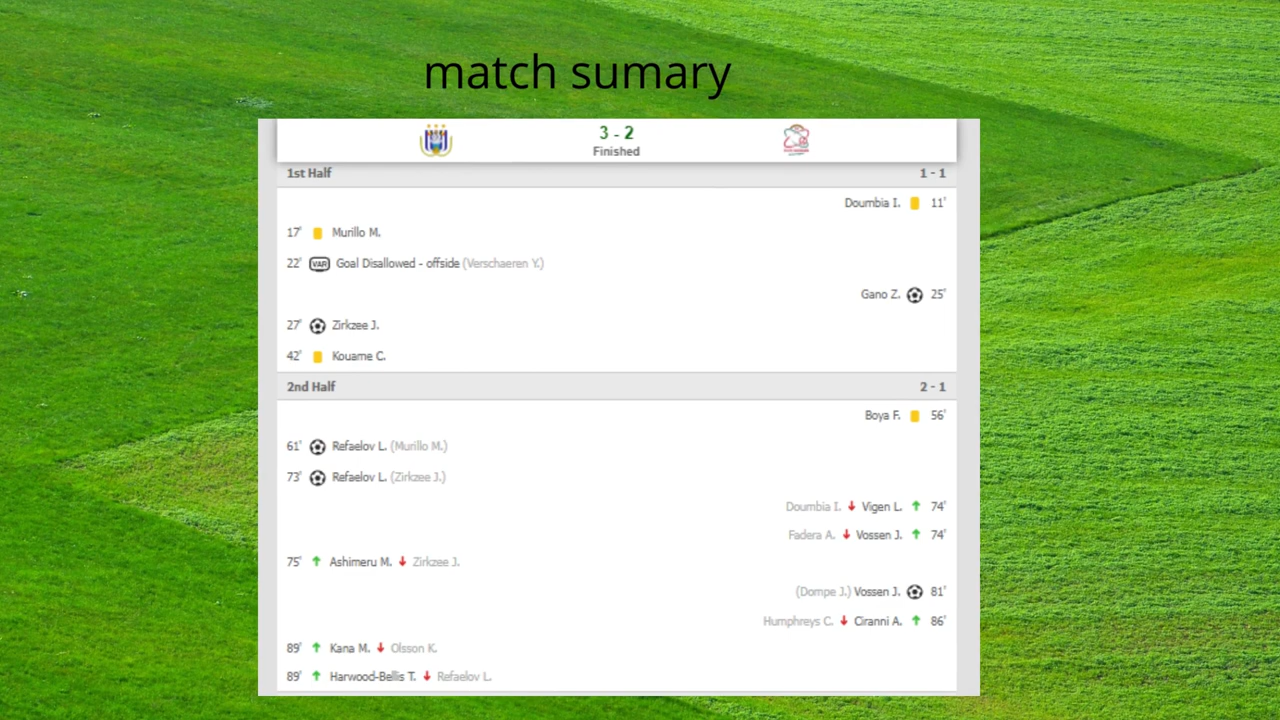 match sumary
3 - 2
Finished
1st Half 1 - 1
Doumbia I. 11'
17' Murillo M.
22' VAR Goal Disallowed - offside (Verschaeren Y.)
Gano Z. 25'
27' Zirkzee J.
42' Kouame C.
2nd Half 2 - 1
Boya F. 56'
61' Refaelov L. (Murillo M.)
73' Refaelov L. (Zirkzee J.)
Doumbia I. Vigen L. 74'
Fadera A. Vossen J. 74'
75' Ashimeru M. Zirkzee J.
(Dompe J.) Vossen J. 81'
Humphreys C. Ciranni A. 86'
89' Kana M. Olsson K.
89' Harwood-Bellis T. Refaelov L.